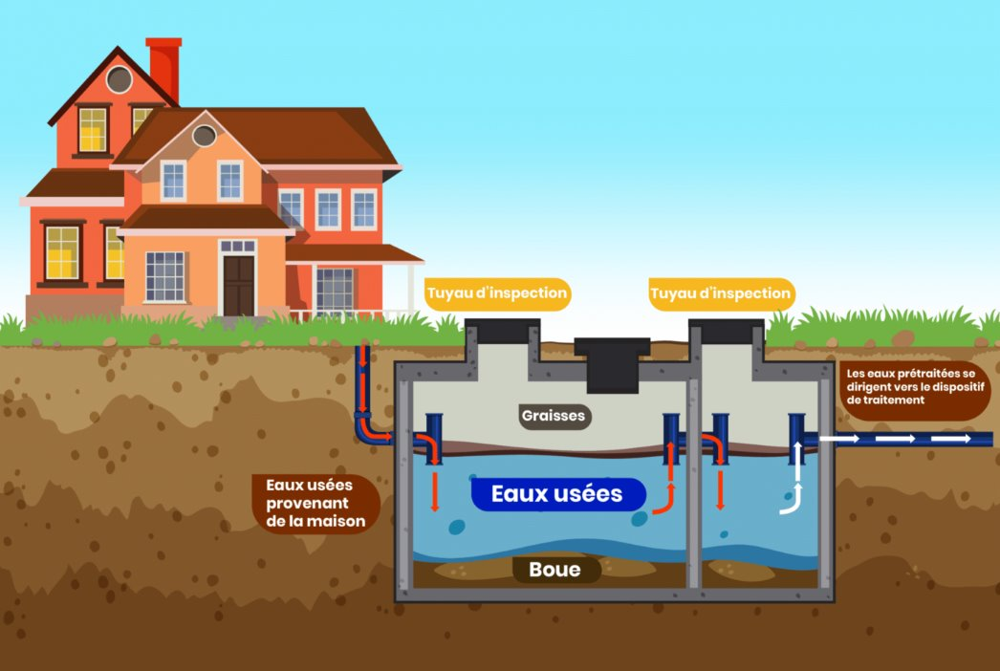 Tuyau d'inspection
Tuyau d'inspection
Les eaux prétraitées se
dirigent vers le dispositif
de traitement
Graisses
Eaux usées
provenant
de la maison
Eaux usées
Boue